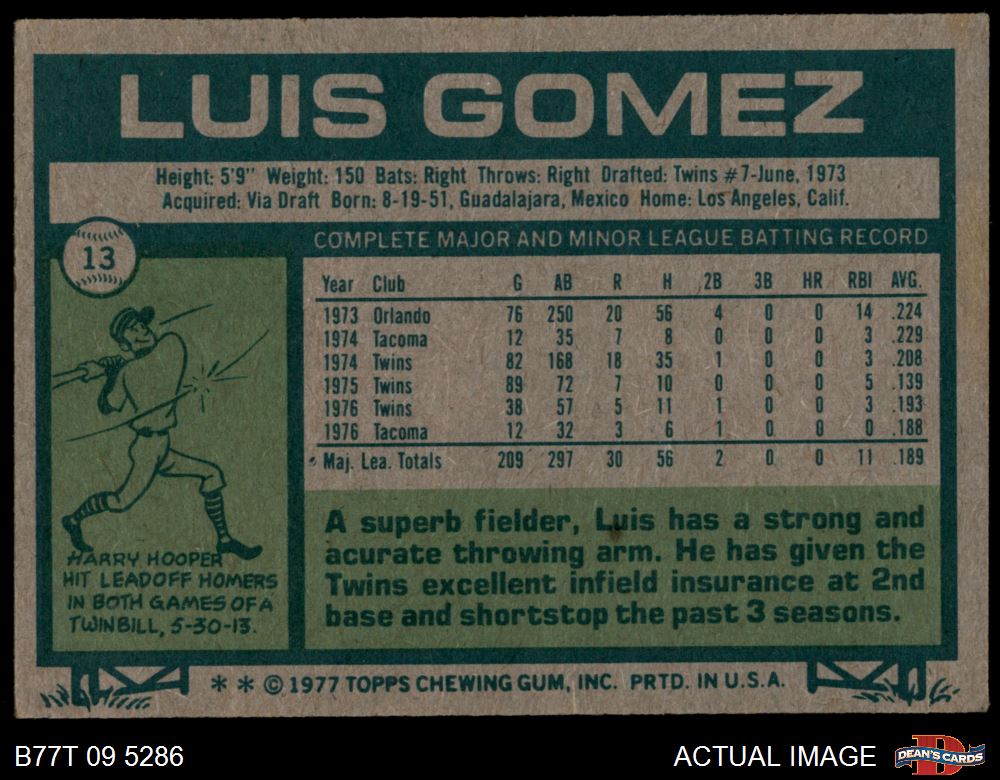 LUIS GOMEZ
Height: 5'9" Weight: 150 Bats: Right Throws: Right Drafted: Twins #7-June, 1973
Acquired: Via Draft Born: 8-19-51, Guadalajara, Mexico Home: Los Angeles, Calif.
13
COMPLETE MAJOR AND MINOR LEAGUE BATTING RECORD
Year Club G AB R H 2B 3B HR RBI AVG.
1973 Orlando 76 250 20 56 4 0 0 14 .224
1974 Tacoma 12 35 7 8 0 0 0 3 .229
1974 Twins 82 168 18 35 1 0 0 3 .208
1975 Twins 89 72 7 10 0 0 0 5 .139
1976 Twins 38 57 5 11 1 0 0 3 .193
1976 Tacoma 12 32 3 6 1 0 0 0 .188
Maj. Lea. Totals 209 297 30 56 2 0 0 11 .189
HARRY HOOPER
HIT LEADOFF HOMERS
IN BOTH GAMES OF A
TWINBILL, 5-30-13.
A superb fielder, Luis has a strong and
acurate throwing arm. He has given the
Twins excellent infield insurance at 2nd
base and shortstop the past 3 seasons.
* * © 1977 TOPPS CHEWING GUM, INC. PRTD. IN U.S.A.
B77T 09 5286
ACTUAL IMAGE
D
DEAN'S CARDS